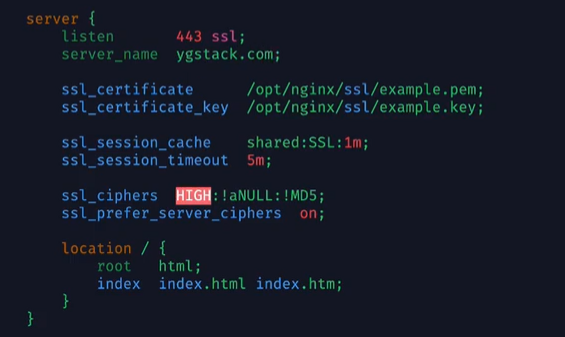 server {
    listen       443 ssl;
    server_name  ygstack.com;

    ssl_certificate      /opt/nginx/ssl/example.pem;
    ssl_certificate_key  /opt/nginx/ssl/example.key;

    ssl_session_cache    shared:SSL:1m;
    ssl_session_timeout  5m;

    ssl_ciphers  HIGH:!aNULL:!MD5;
    ssl_prefer_server_ciphers  on;

    location / {
        root   html;
        index  index.html index.htm;
    }
}